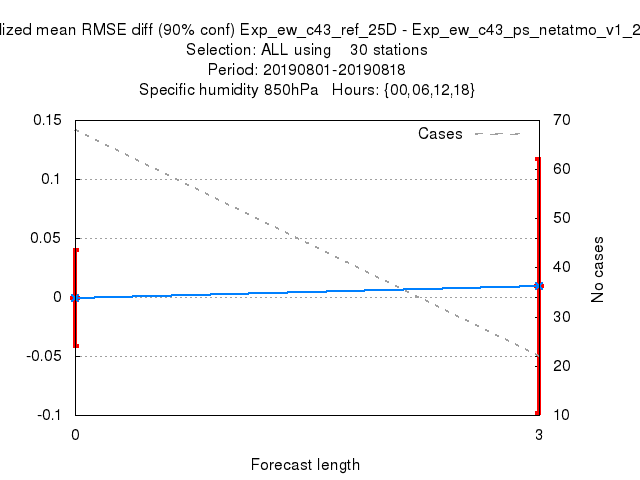 lized mean RMSE diff (90% conf) Exp_ew_c43_ref_25D - Exp_ew_c43_ps_netatmo_v1_2
Selection: ALL using 30 stations
Period: 20190801-20190818
Specific humidity 850hPa Hours: {00,06,12,18}
0.15
0.1
0.05
0
-0.05
-0.1
Cases
70
60
50
40
30
20
10
No cases
0
3
Forecast length